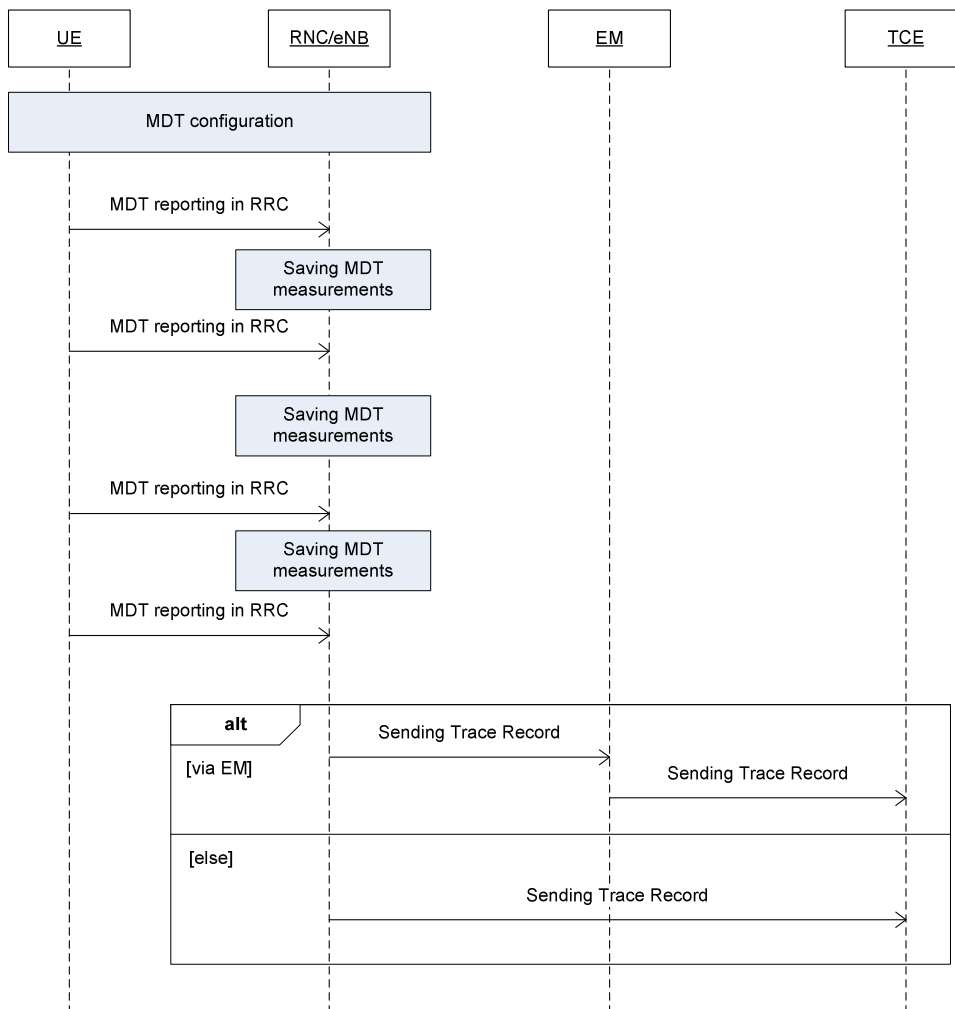 UE
RNC/eNB
EM
TCE
MDT configuration
MDT reporting in RRC
Saving MDT
measurements
MDT reporting in RRC
Saving MDT
measurements
MDT reporting in RRC
Saving MDT
measurements
MDT reporting in RRC
alt
Sending Trace Record
[via EM]
Sending Trace Record
[else]
Sending Trace Record